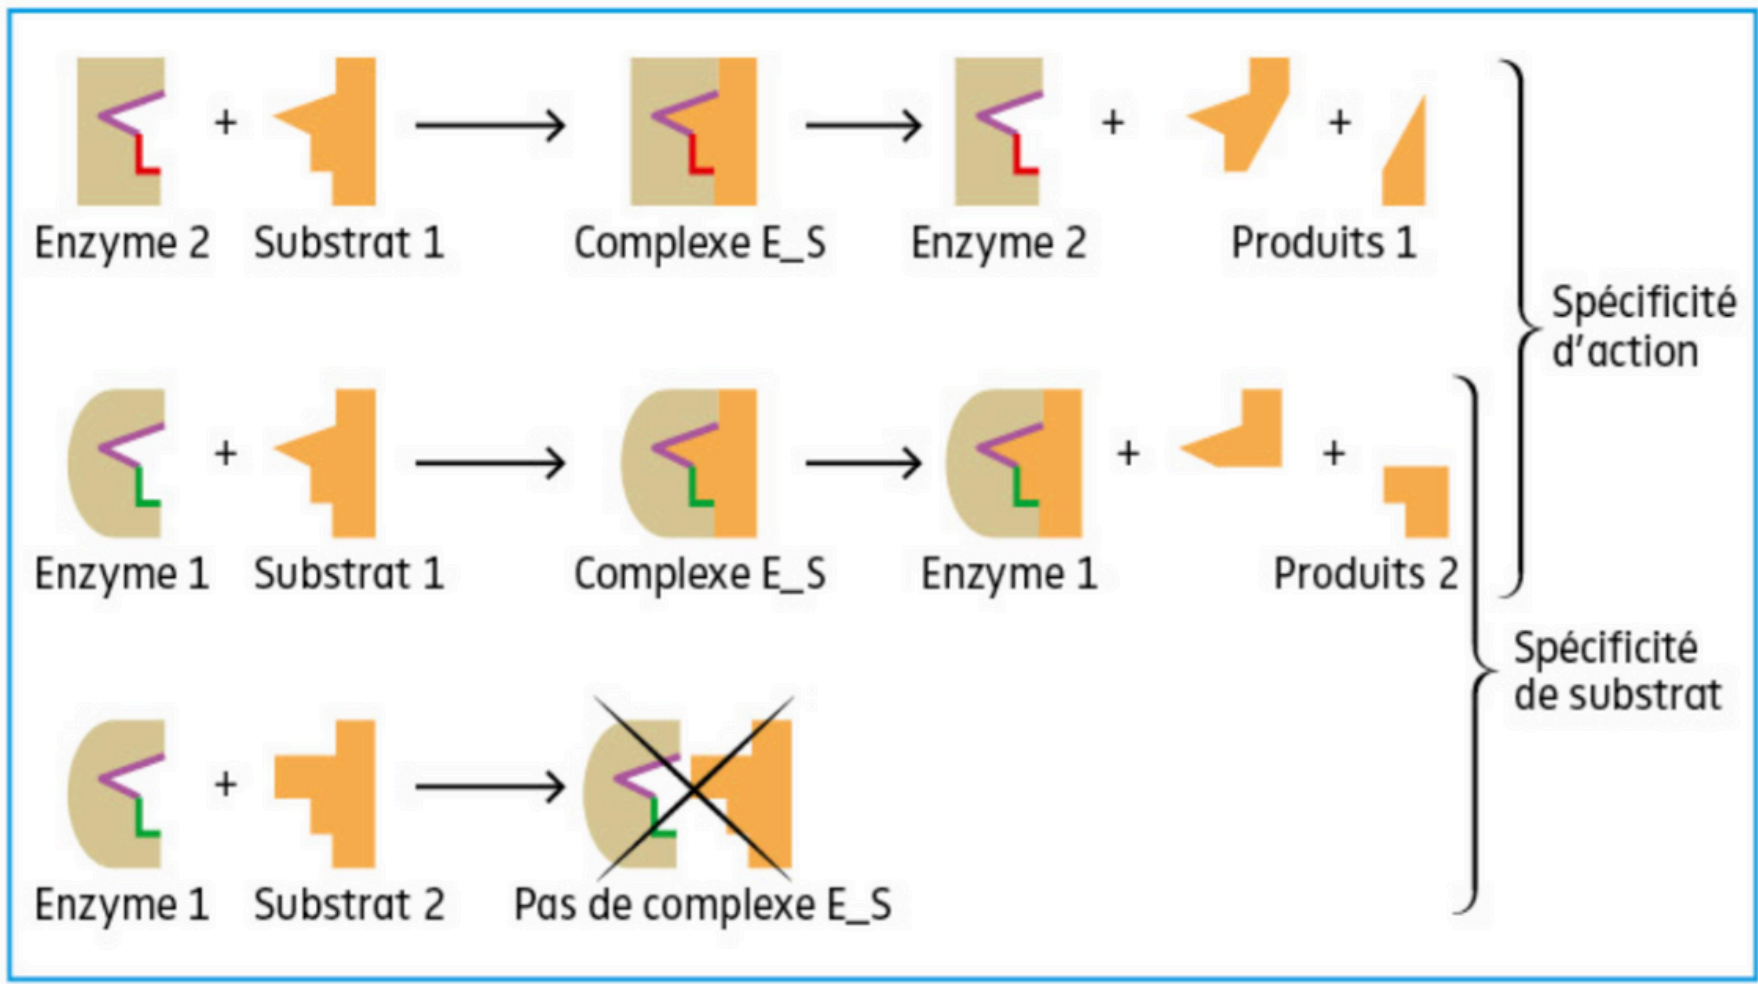 + + +
Enzyme 2 Substrat 1 Complexe E_S Enzyme 2 Produits 1
Spécificité
d'action
+ + +
Enzyme 1 Substrat 1 Complexe E_S Enzyme 1 Produits 2
Spécificité
de substrat
+
Enzyme 1 Substrat 2 Pas de complexe E_S